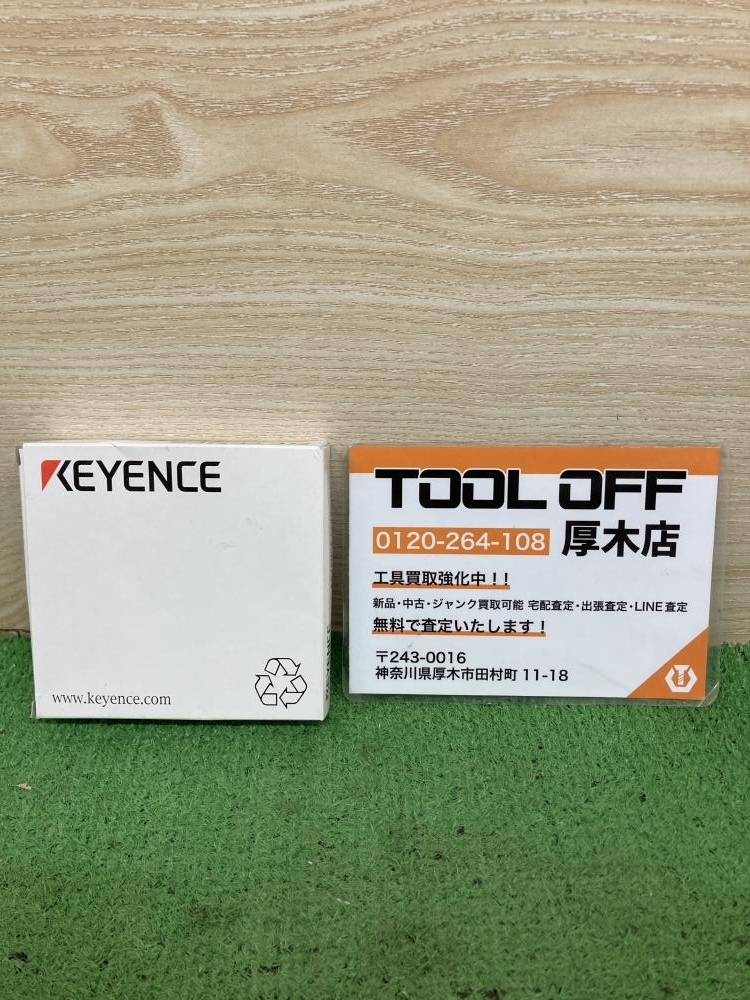 KEYENCE
www.keyence.com
KEYENCE
TOOL OFF
0120-264-108 厚木店
工具買取強化中！！
新品・中古・ジャンク買取可能 宅配査定・出張査定・LINE査定
無料で査定いたします！
〒243-0016
神奈川県厚木市田村町 11-18